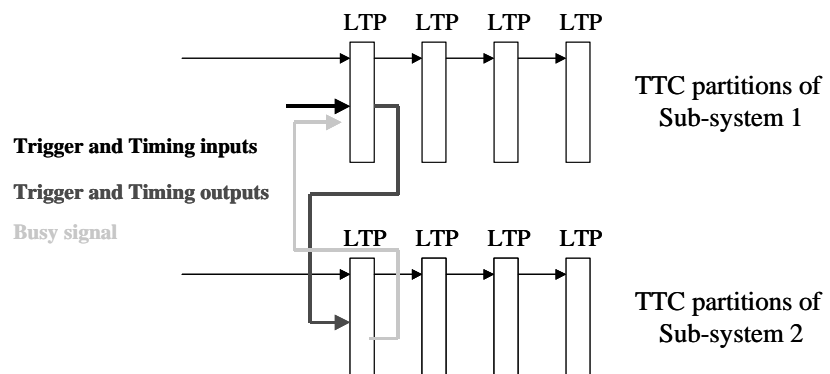 LTP LTP LTP LTP
TTC partitions of
Sub-system 1
Trigger and Timing inputs
Trigger and Timing outputs
Busy signal
LTP LTP LTP LTP
TTC partitions of
Sub-system 2